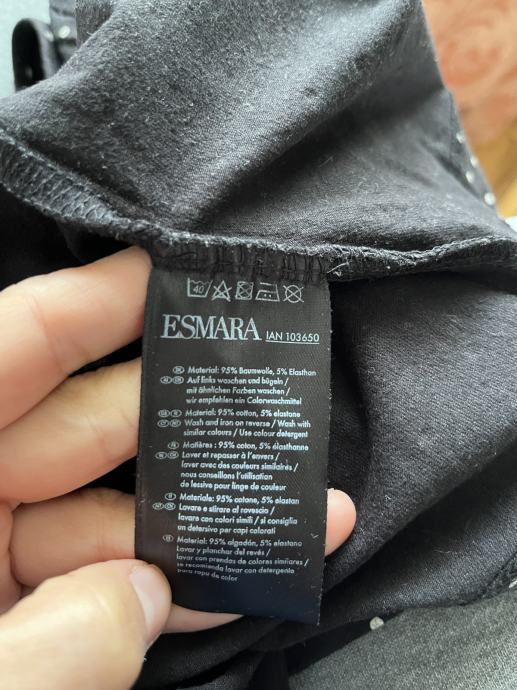 40
ESMARA IAN 103650
Material: 95% Baumwolle, 5% Elasthan
Auf links waschen und bügeln /
mit ähnlichen Farben waschen /
wir empfehlen ein Colorwaschmittel
Material: 95% cotton, 5% elastane
Wash and iron on reverse / Wash with
similar colours / Use colour detergent
Matières : 95% coton, 5% élasthanne
Laver et repasser à l'envers /
laver avec des couleurs similaires /
nous conseillons l'utilisation
de lessive pour linge de couleur
Materiale: 95% cotone, 5% elastan
Lavare e stirare al rovescio /
lavare con colori simili / si consiglia
un detersivo per capi colorati
Material: 95% algodón, 5% elastano
Lavar y planchar del revés /
lavar con prendas de colores similares /
se recomienda lavar con detergente
para ropa de color